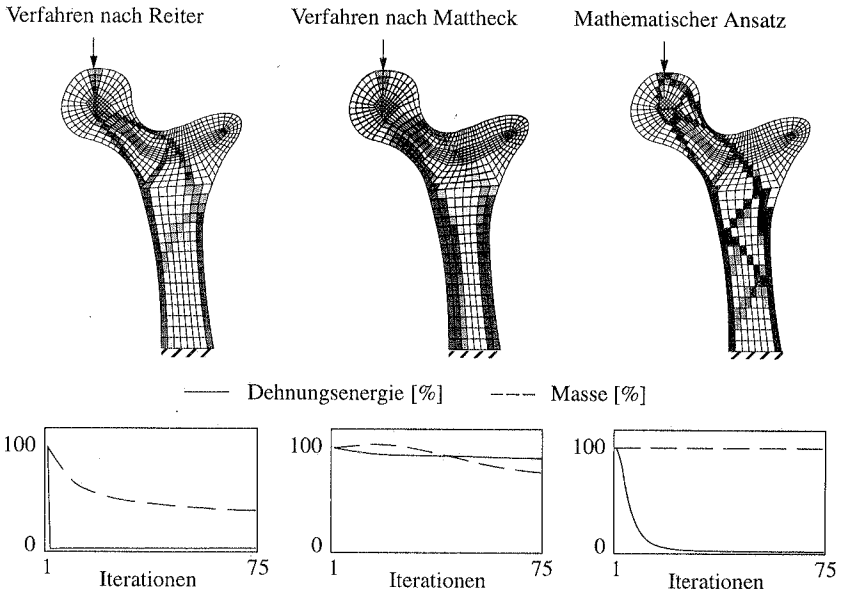 Verfahren nach Reiter
Verfahren nach Mattheck
Mathematischer Ansatz
Dehnungsenergie [%]
Masse [%]
100
0
1
75
Iterationen
100
0
1
75
Iterationen
100
0
1
75
Iterationen